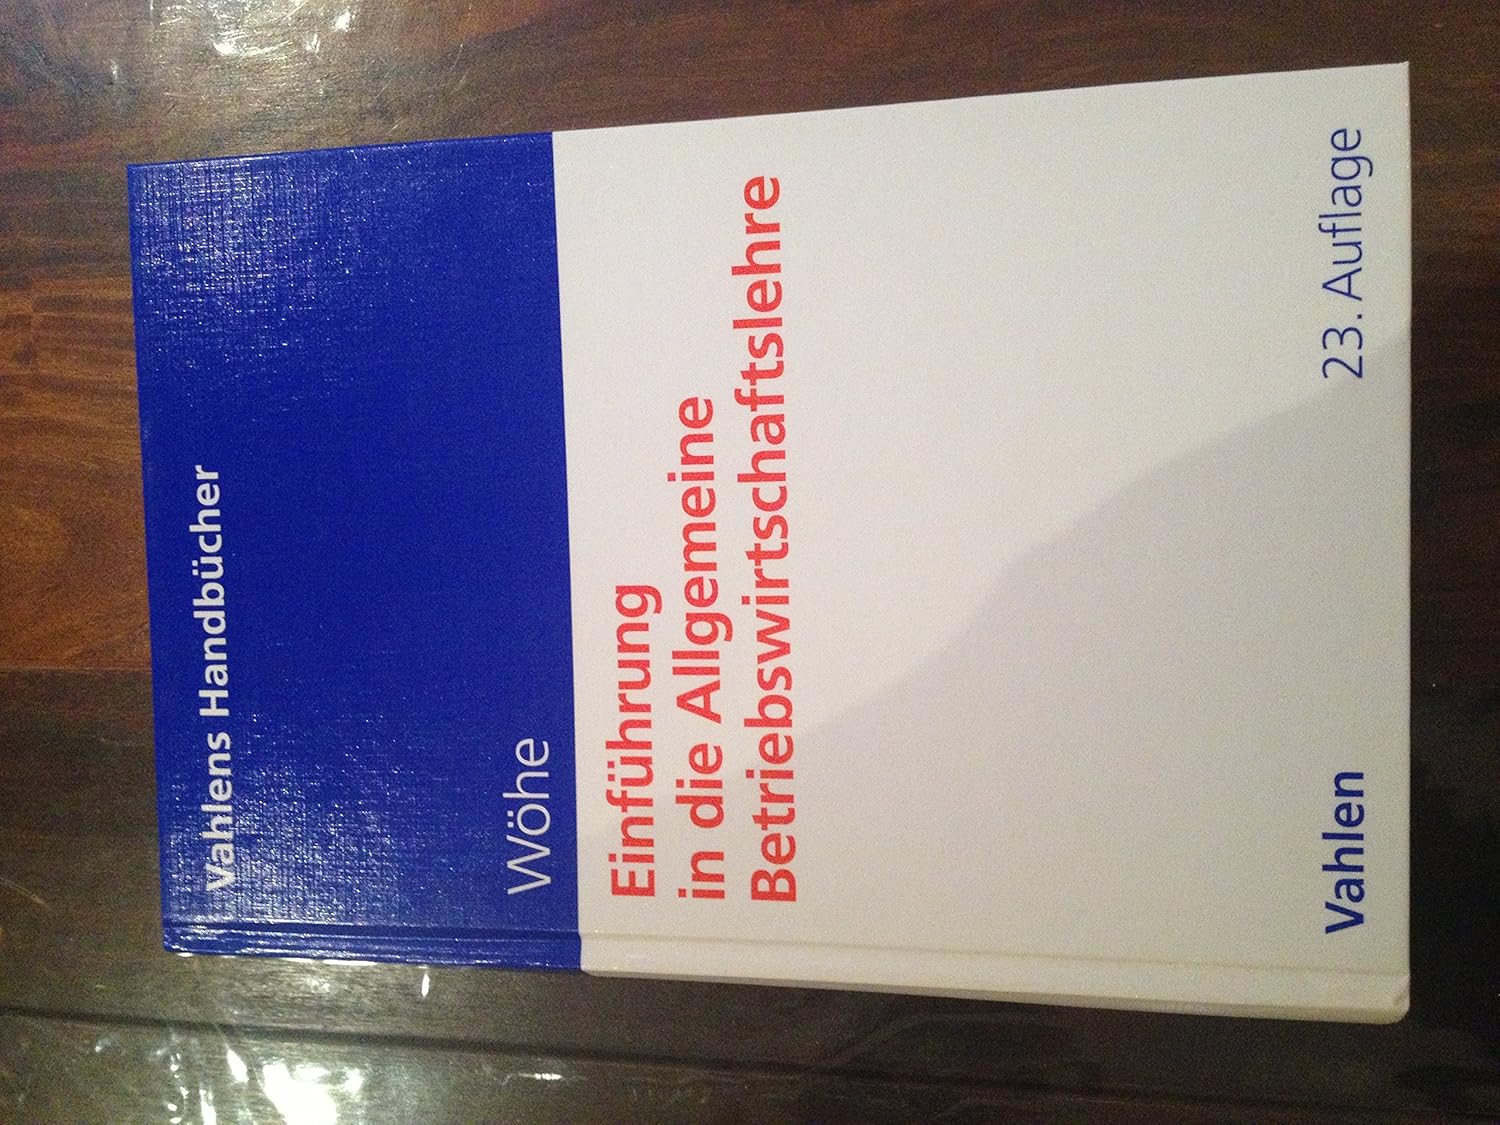 Vahlens Handbücher
Wöhe
Einführung
in die Allgemeine
Betriebswirtschaftslehre
Vahlen
23. Auflage